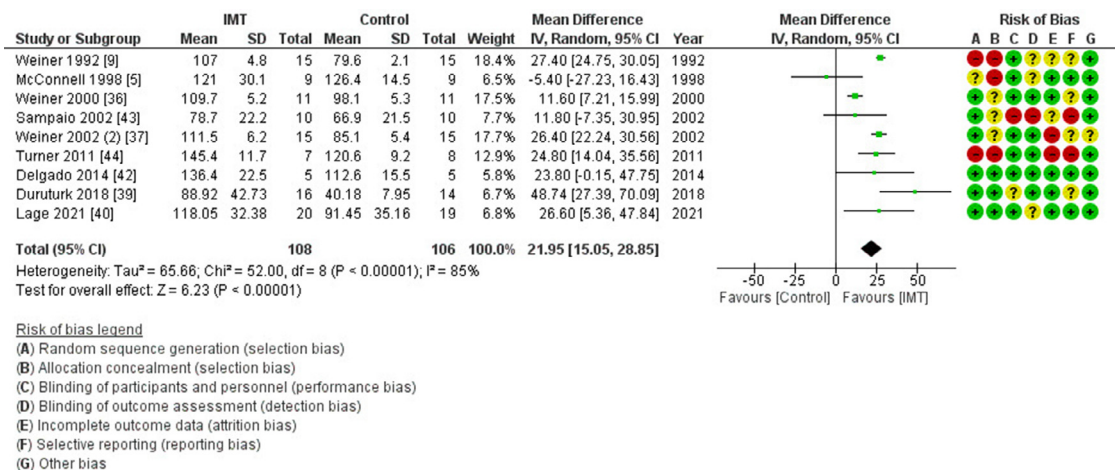 IMT Control Mean Difference Mean Difference Risk of Bias
Study or Subgroup Mean SD Total Mean SD Total Weight IV, Random, 95% CI Year IV, Random, 95% CI A B C D E F G
Weiner 1992 [9] 107 4.8 15 79.6 2.1 15 18.4% 27.40 [24.75, 30.05] 1992 - - + ? ? ? +
McConnell 1998 [5] 121 30.1 9 126.4 14.5 9 6.5% -5.40 [-27.23, 16.43] 1998 ? - + + + + +
Weiner 2000 [36] 109.7 5.2 11 98.1 5.3 11 17.5% 11.60 [7.21, 15.99] 2000 + ? + + + ? +
Sampaio 2002 [43] 78.7 22.2 10 66.9 21.5 10 7.7% 11.80 [-7.35, 30.95] 2002 + ? - - ? - +
Weiner 2002 (2) [37] 111.5 6.2 15 85.1 5.4 15 17.7% 26.40 [22.24, 30.56] 2002 + ? + + - ? ?
Turner 2011 [44] 145.4 11.7 7 120.6 9.2 8 12.9% 24.80 [14.04, 35.56] 2011 - - + + - - +
Delgado 2014 [42] 136.4 22.5 5 112.6 15.5 5 5.8% 23.80 [-0.15, 47.75] 2014 + + + + + + +
Duruturk 2018 [39] 88.92 42.73 16 40.18 7.95 14 6.7% 48.74 [27.39, 70.09] 2018 + + ? + + ? +
Lage 2021 [40] 118.05 32.38 20 91.45 35.16 19 6.8% 26.60 [5.36, 47.84] 2021 + + + ? + + +
Total (95% CI) 108 106 100.0% 21.95 [15.05, 28.85]
Heterogeneity: Tau² = 65.66; Chi² = 52.00, df = 8 (P < 0.00001); I² = 85%
Test for overall effect: Z = 6.23 (P < 0.00001)
-50 -25 0 25 50
Favours [Control] Favours [IMT]
Risk of bias legend
(A) Random sequence generation (selection bias)
(B) Allocation concealment (selection bias)
(C) Blinding of participants and personnel (performance bias)
(D) Blinding of outcome assessment (detection bias)
(E) Incomplete outcome data (attrition bias)
(F) Selective reporting (reporting bias)
(G) Other bias